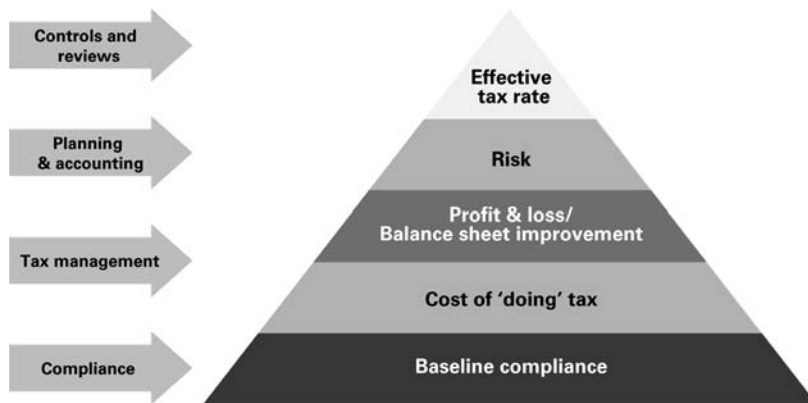 Controls and
reviews
Effective
tax rate
Planning
& accounting
Risk
Profit & loss/
Balance sheet improvement
Tax management
Cost of ‘doing’ tax
Compliance
Baseline compliance